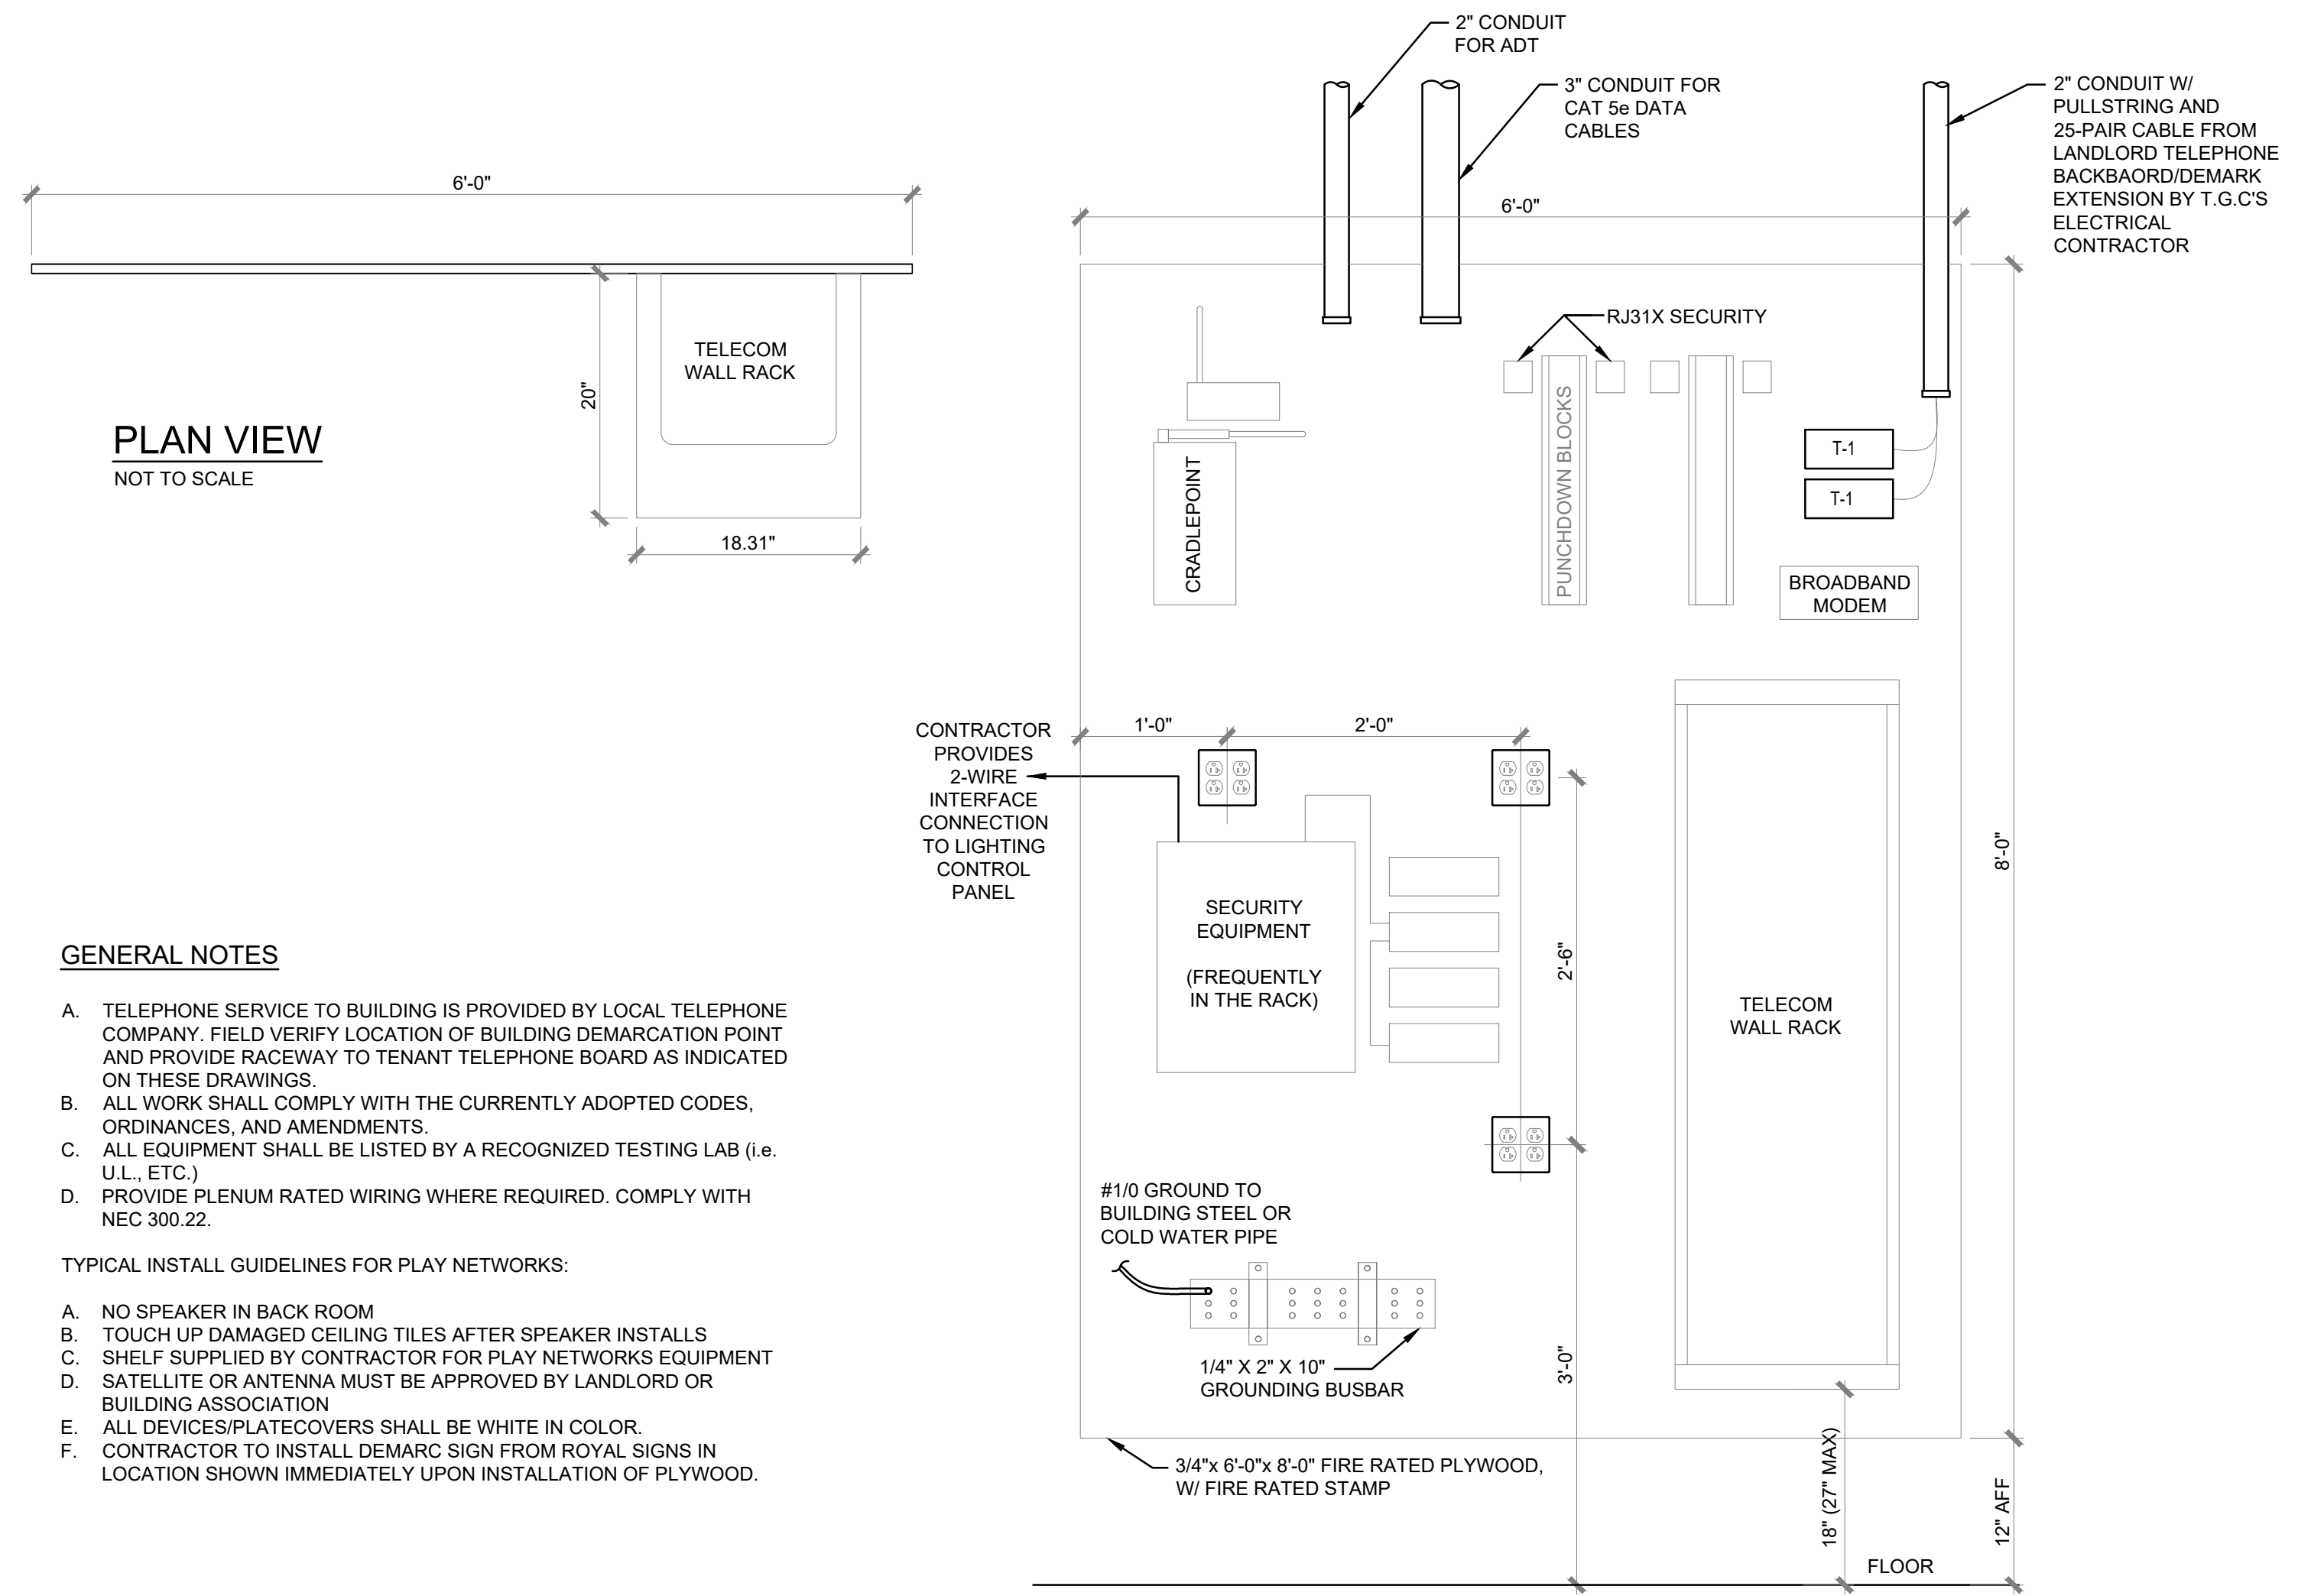 2" CONDUIT
FOR ADT
3" CONDUIT FOR
CAT 5e DATA
CABLES
2" CONDUIT W/
PULLSTRING AND
25-PAIR CABLE FROM
LANDLORD TELEPHONE
BACKBAORD/DEMARK
EXTENSION BY T.G.C'S
ELECTRICAL
CONTRACTOR
6'-0"
6'-0"
TELECOM
WALL RACK
20"
18.31"
PLAN VIEW
NOT TO SCALE
RJ31X SECURITY
PUNCHDOWN BLOCKS
CRADLEPOINT
T-1
T-1
BROADBAND
MODEM
1'-0"
2'-0"
CONTRACTOR
PROVIDES
2-WIRE
INTERFACE
CONNECTION
TO LIGHTING
CONTROL
PANEL
SECURITY
EQUIPMENT
(FREQUENTLY
IN THE RACK)
2'-6"
8'-0"
TELECOM
WALL RACK
#1/0 GROUND TO
BUILDING STEEL OR
COLD WATER PIPE
1/4" X 2" X 10"
GROUNDING BUSBAR
3'-0"
3/4"x 6'-0"x 8'-0" FIRE RATED PLYWOOD,
W/ FIRE RATED STAMP
18" (27" MAX)
12" AFF
FLOOR
GENERAL NOTES
A. TELEPHONE SERVICE TO BUILDING IS PROVIDED BY LOCAL TELEPHONE
COMPANY. FIELD VERIFY LOCATION OF BUILDING DEMARCATION POINT
AND PROVIDE RACEWAY TO TENANT TELEPHONE BOARD AS INDICATED
ON THESE DRAWINGS.
B. ALL WORK SHALL COMPLY WITH THE CURRENTLY ADOPTED CODES,
ORDINANCES, AND AMENDMENTS.
C. ALL EQUIPMENT SHALL BE LISTED BY A RECOGNIZED TESTING LAB (i.e.
U.L., ETC.)
D. PROVIDE PLENUM RATED WIRING WHERE REQUIRED. COMPLY WITH
NEC 300.22.
TYPICAL INSTALL GUIDELINES FOR PLAY NETWORKS:
A. NO SPEAKER IN BACK ROOM
B. TOUCH UP DAMAGED CEILING TILES AFTER SPEAKER INSTALLS
C. SHELF SUPPLIED BY CONTRACTOR FOR PLAY NETWORKS EQUIPMENT
D. SATELLITE OR ANTENNA MUST BE APPROVED BY LANDLORD OR
BUILDING ASSOCIATION
E. ALL DEVICES/PLATECOVERS SHALL BE WHITE IN COLOR.
F. CONTRACTOR TO INSTALL DEMARC SIGN FROM ROYAL SIGNS IN
LOCATION SHOWN IMMEDIATELY UPON INSTALLATION OF PLYWOOD.